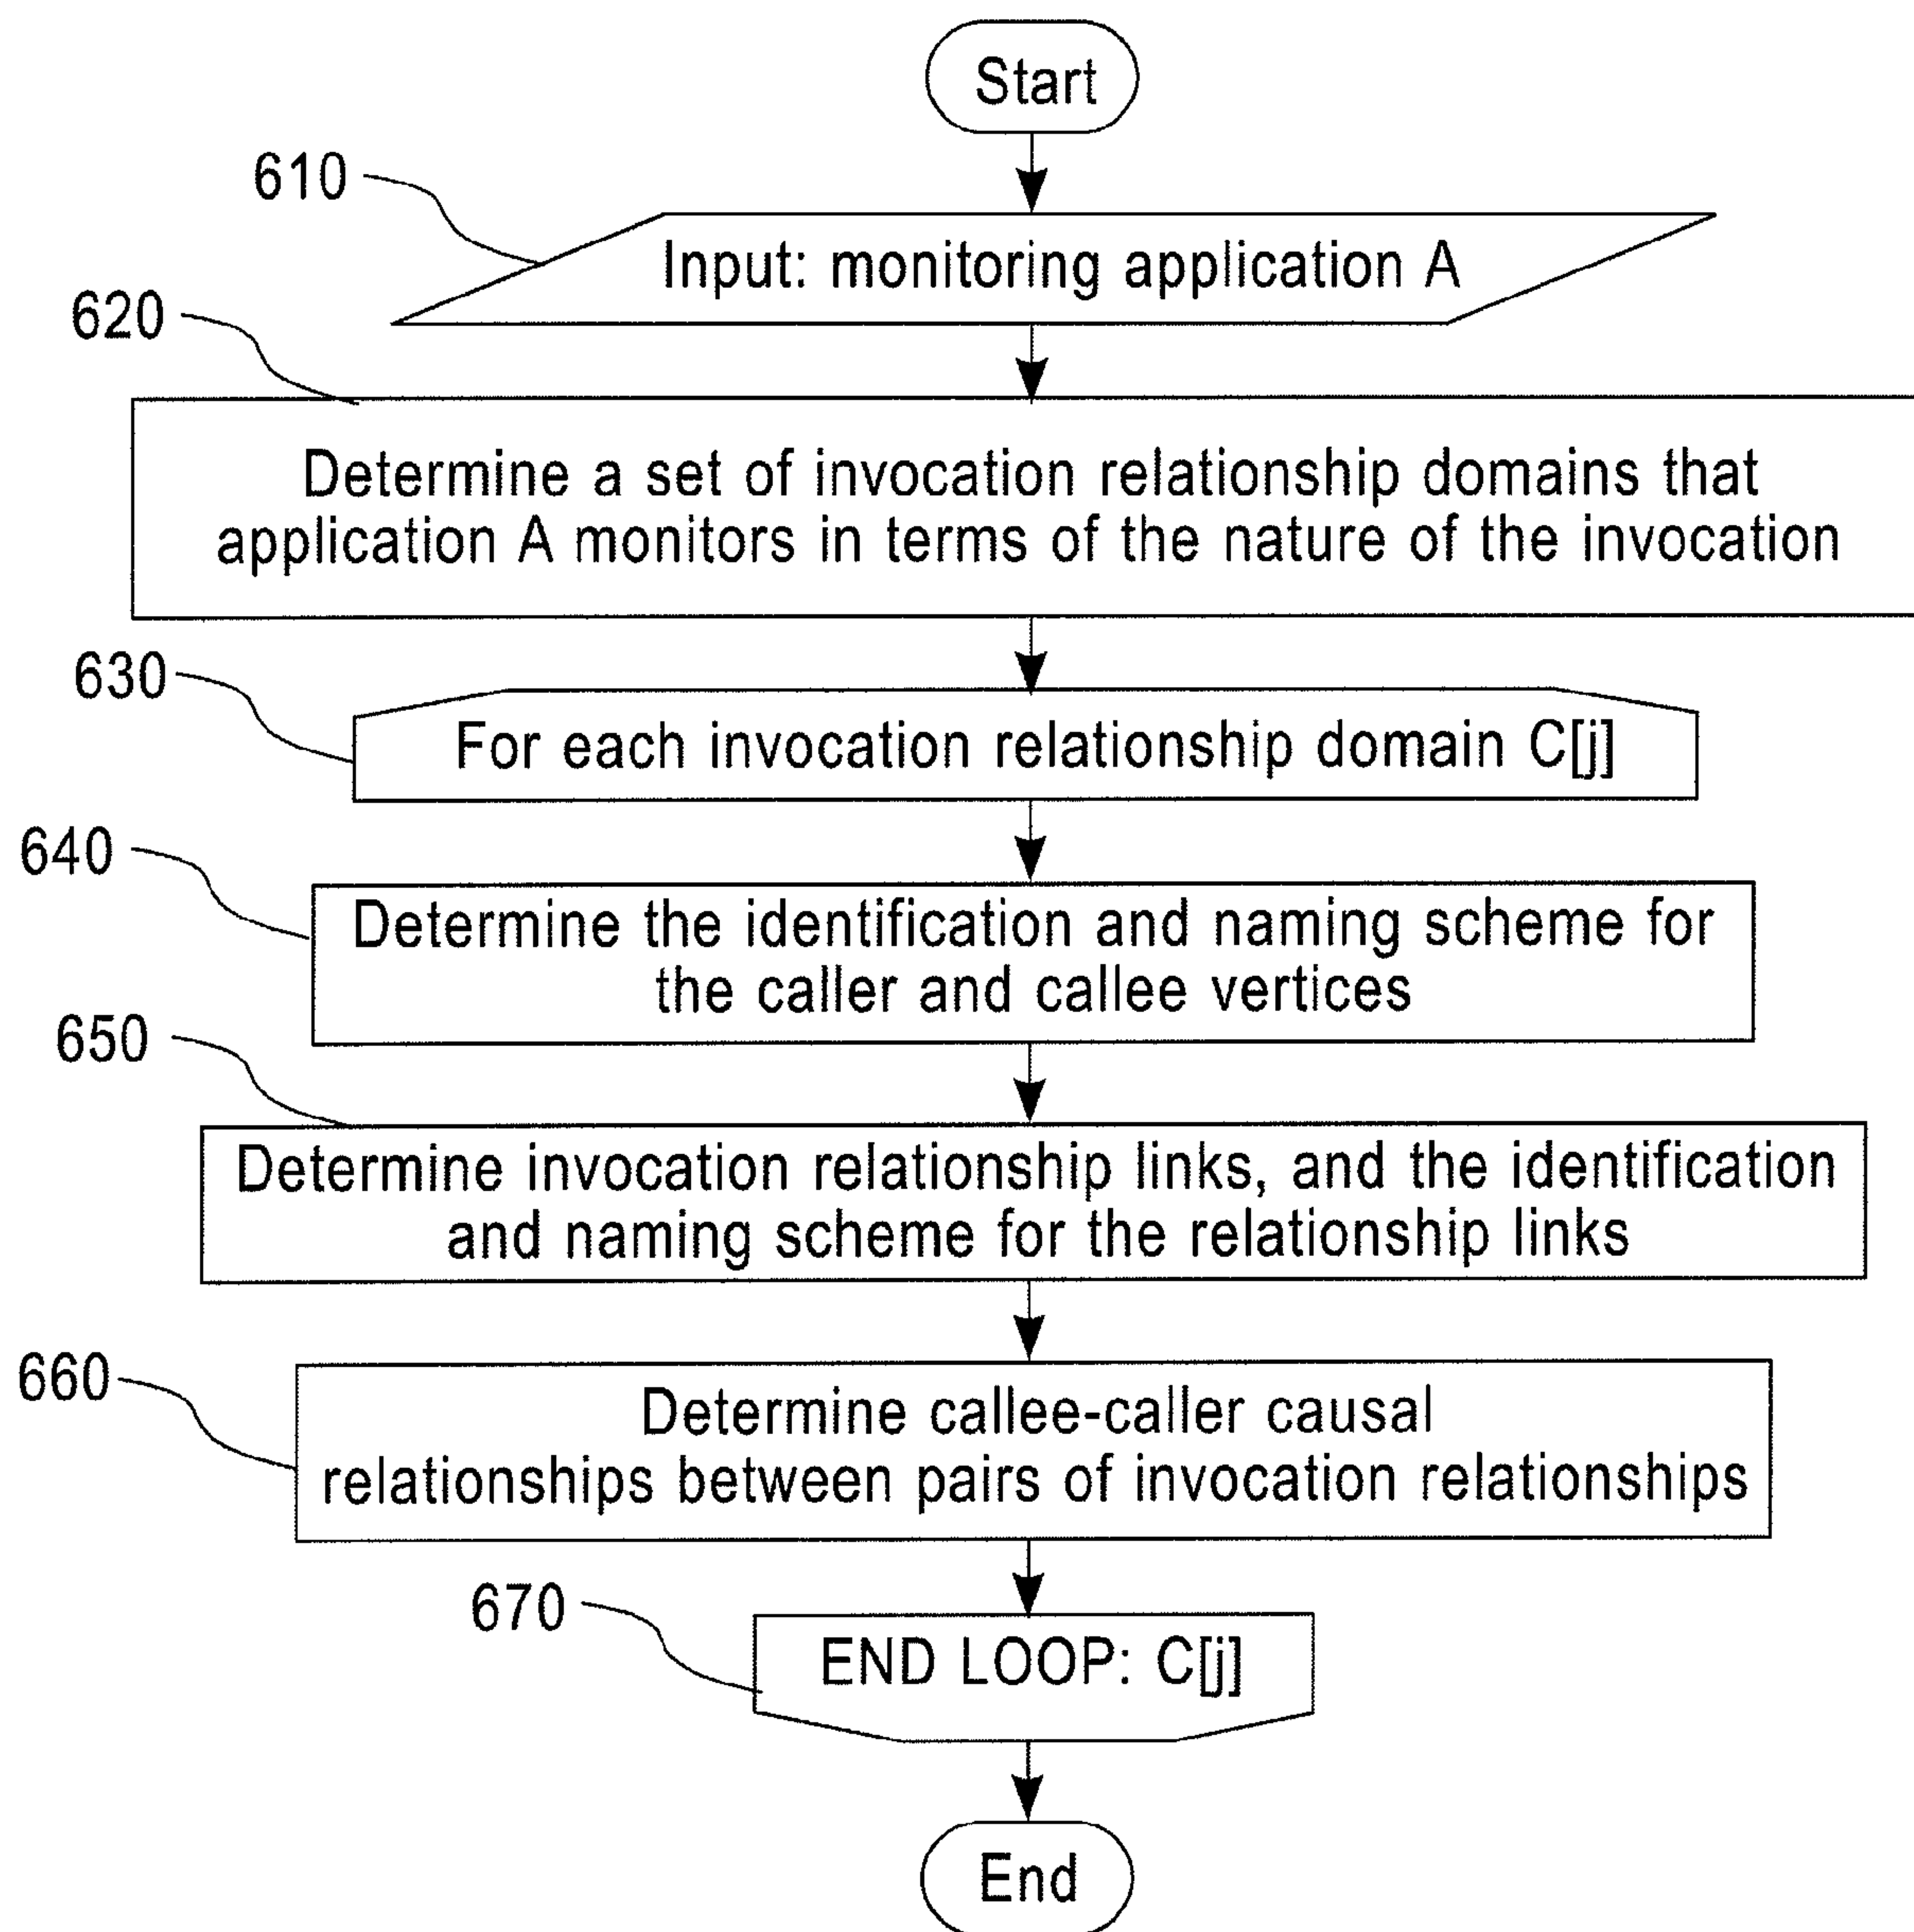 Start
610
Input: monitoring application A
620
Determine a set of invocation relationship domains that
application A monitors in terms of the nature of the invocation
630
For each invocation relationship domain C[j]
640
Determine the identification and naming scheme for
the caller and callee vertices
650
Determine invocation relationship links, and the identification
and naming scheme for the relationship links
660
Determine callee-caller causal
relationships between pairs of invocation relationships
670
END LOOP: C[j]
End